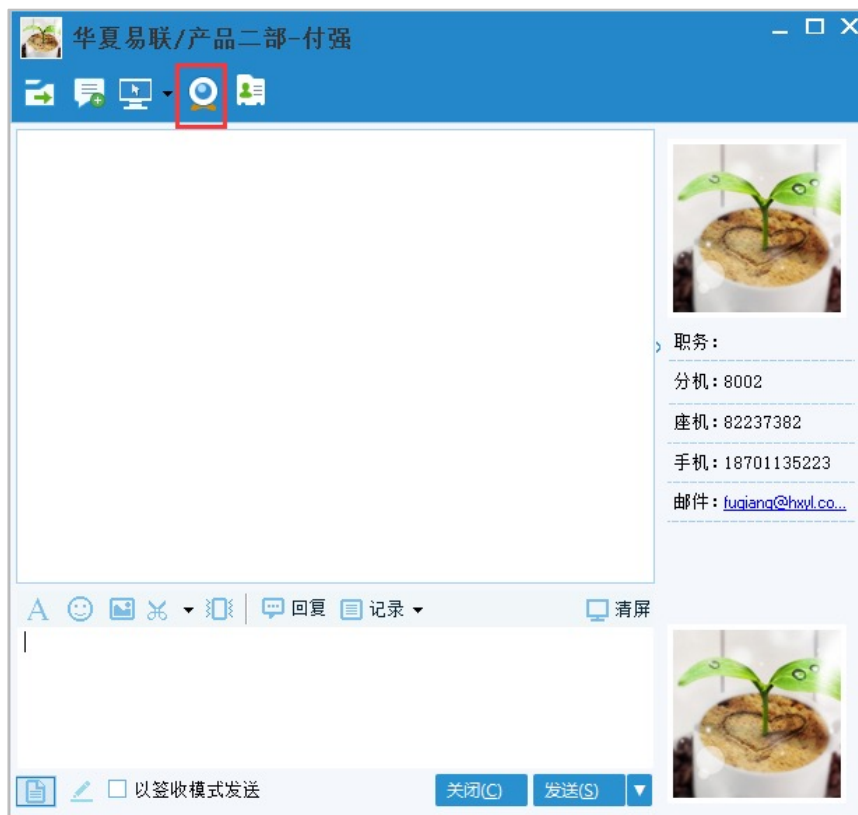 华夏易联/产品二部-付强
职务:
分机:8002
座机:82237382
手机:18701135223
邮件:fuqiang@hxyl.co...
回复 记录 清屏
以签收模式发送 关闭(C) 发送(S)